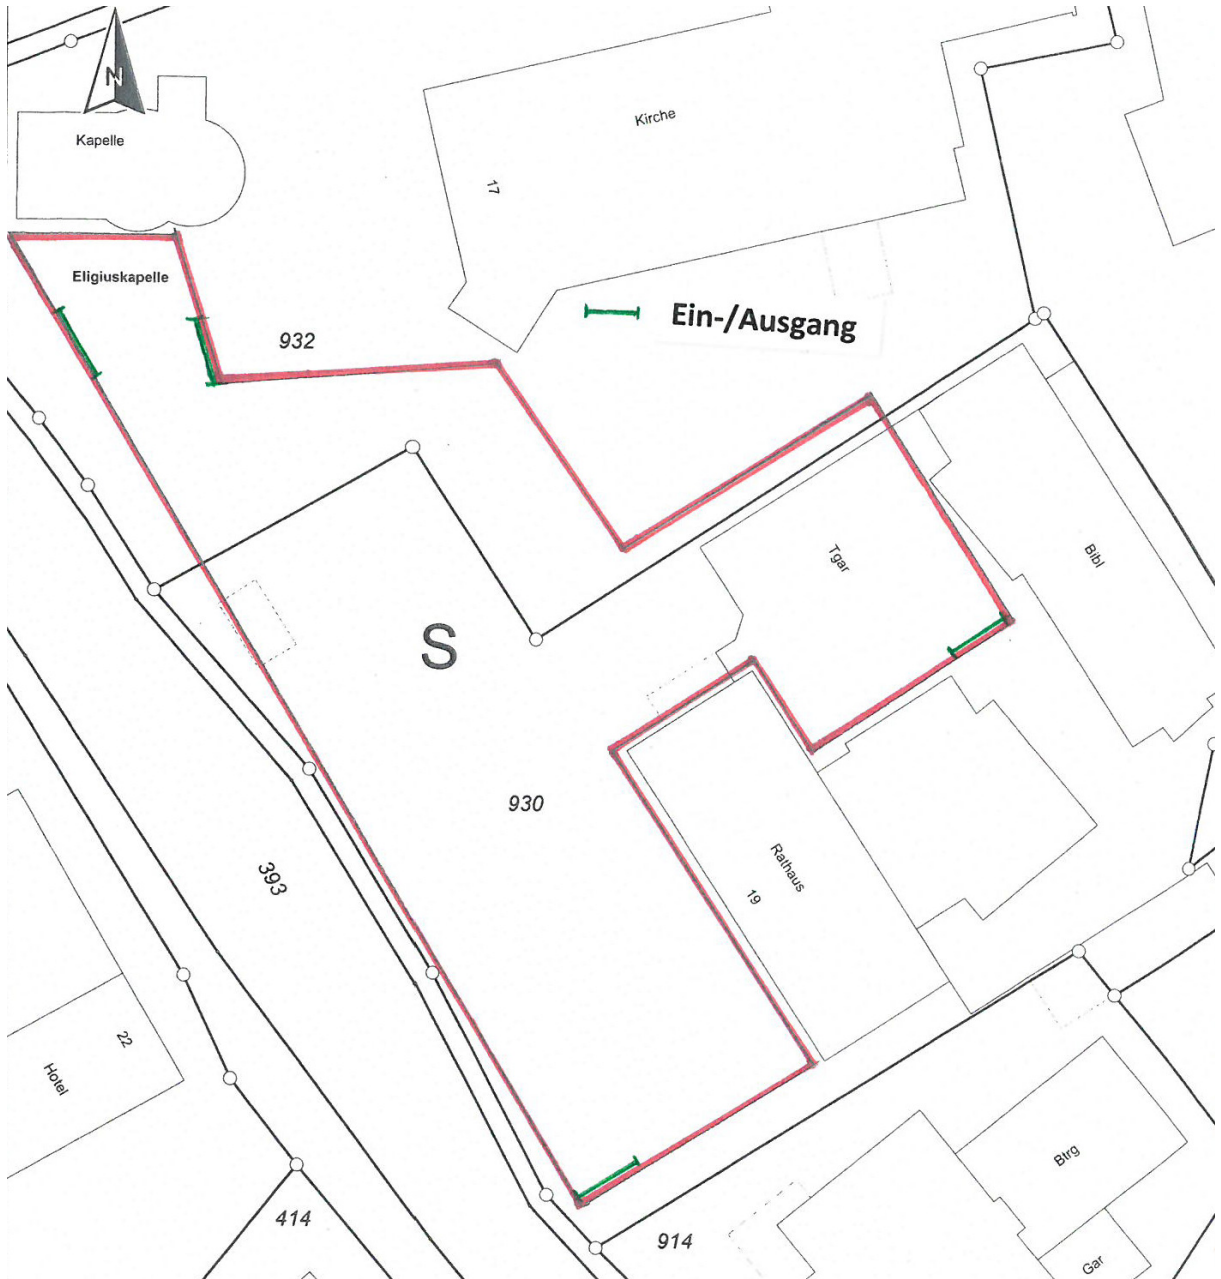 N
Kapelle
Kirche
17
Eligiuskapelle
Ein-/Ausgang
932
Tgar
Bibl
S
930
Rathaus
19
393
22
Hotel
Btrg
414
914
Gar